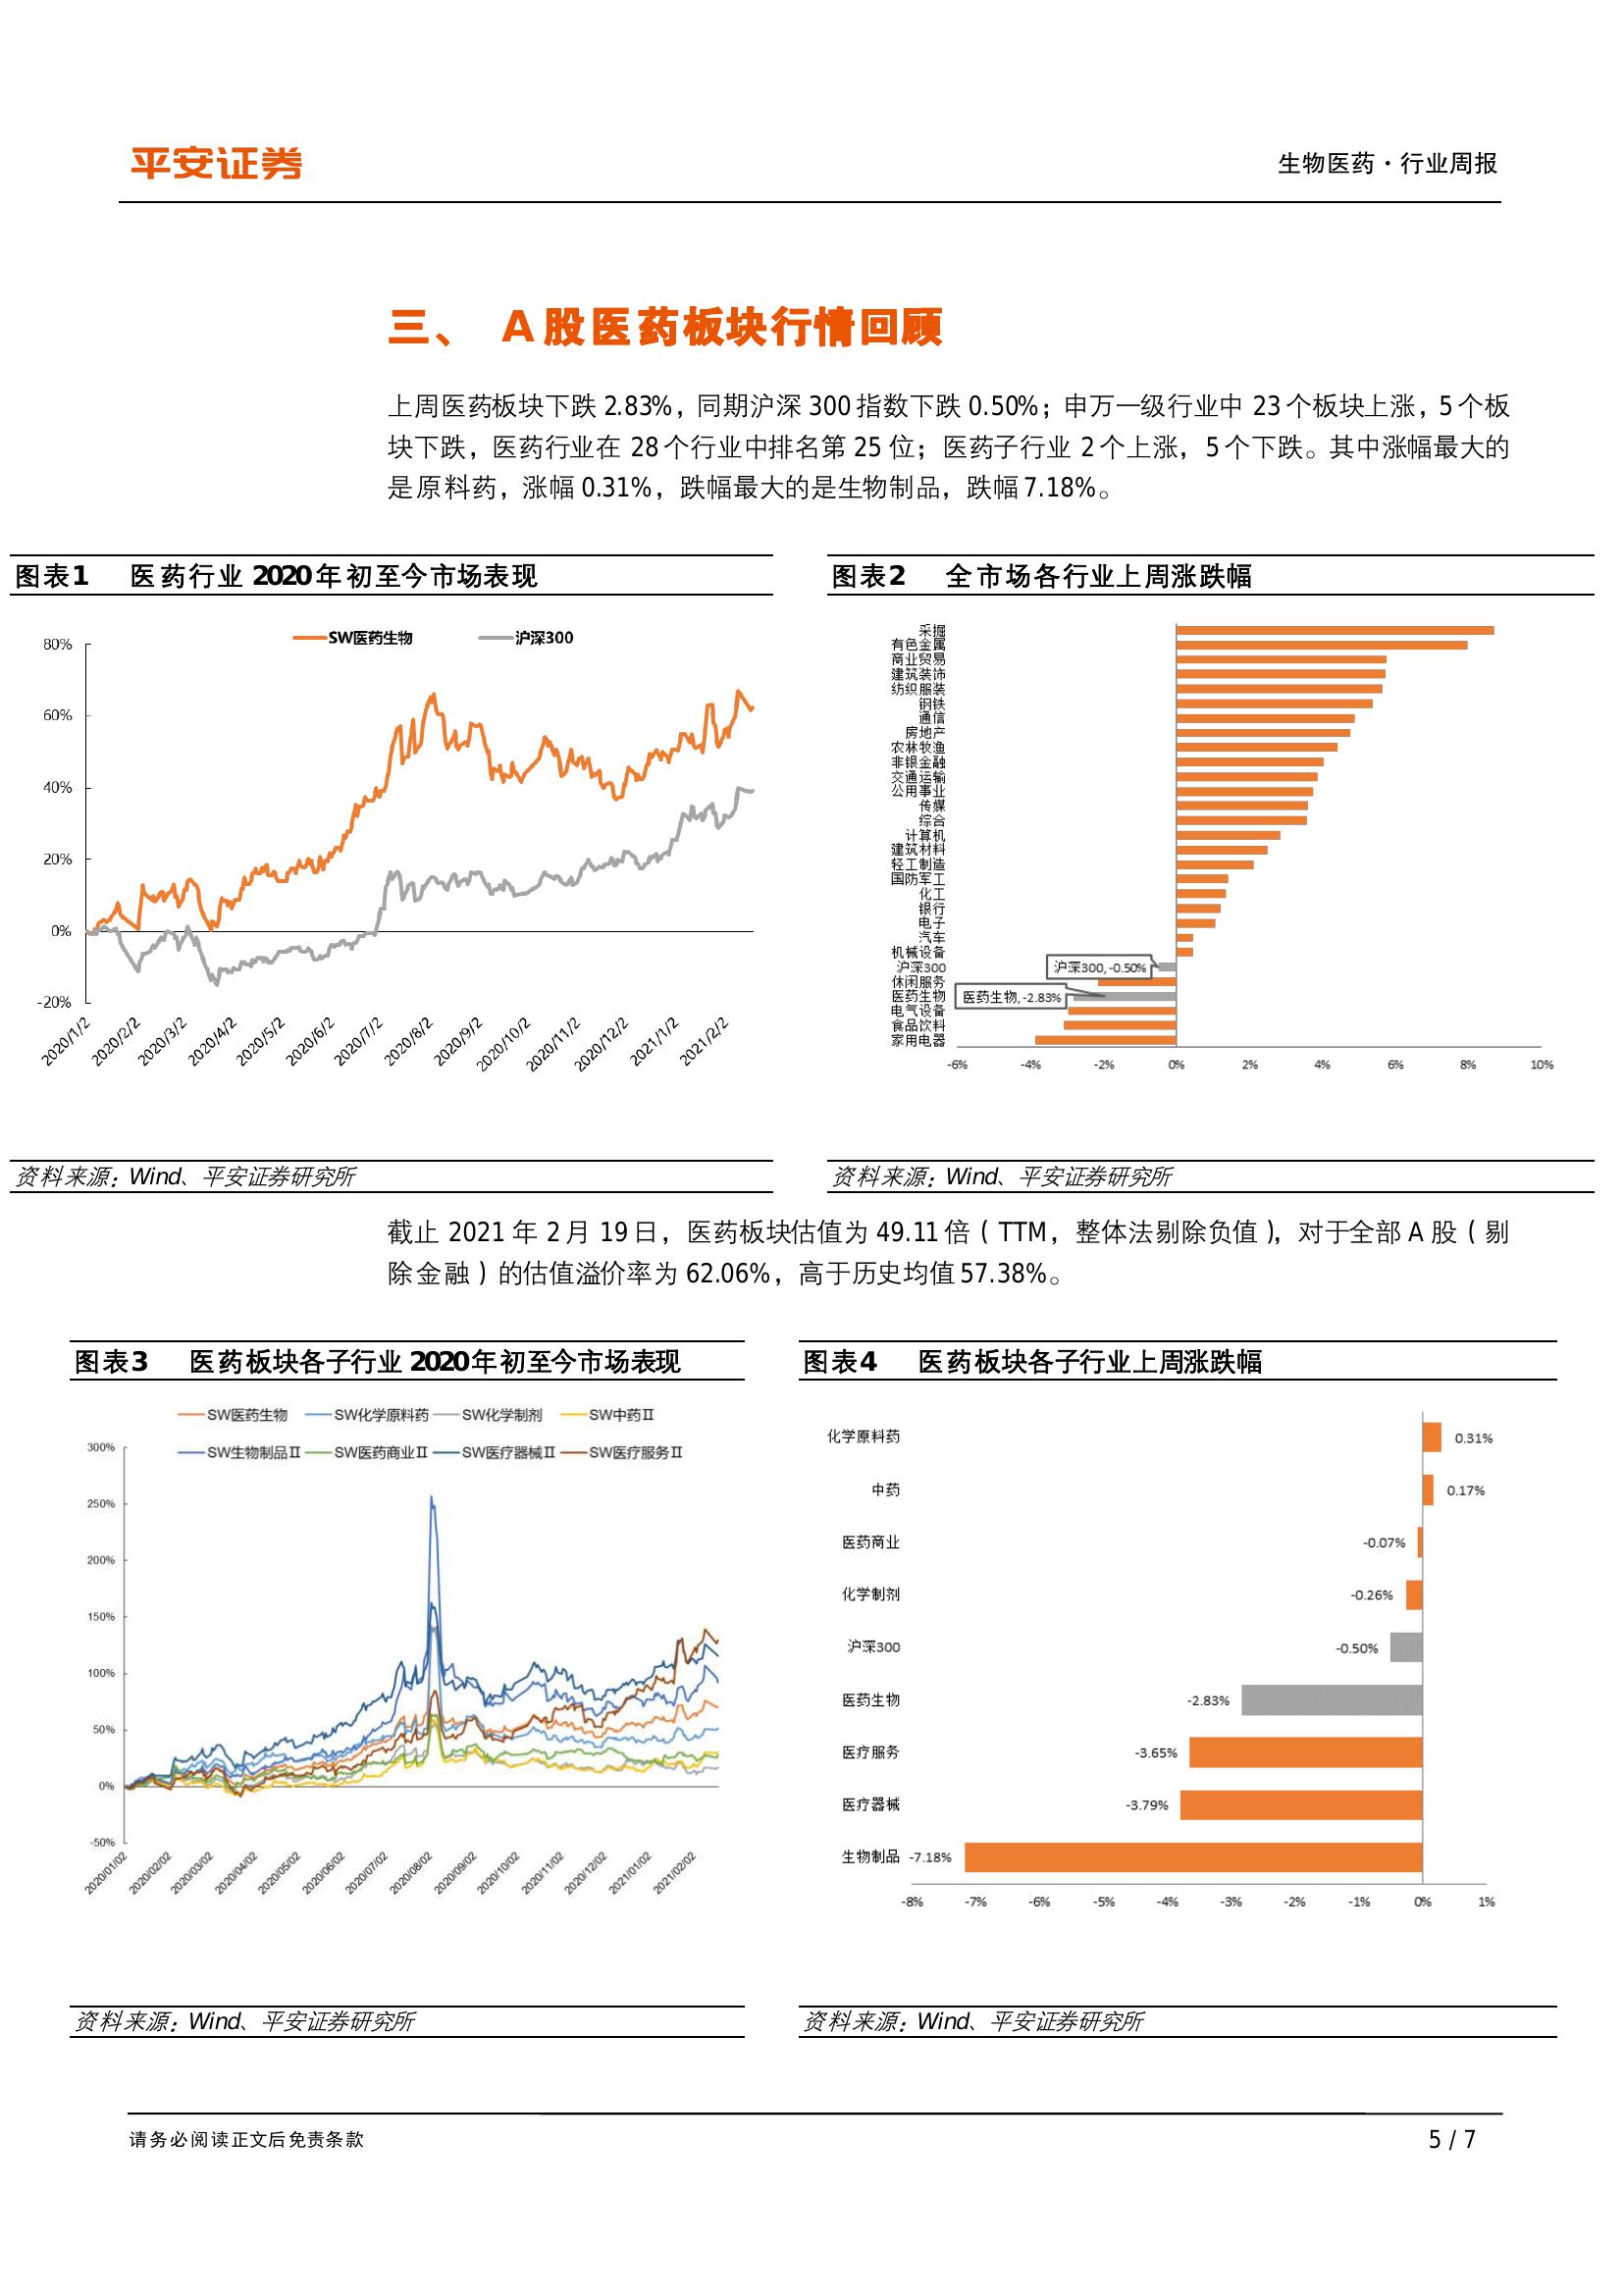 平安证券
生物医药·行业周报
三、 A股医药板块行情回顾
上周医药板块下跌 2.83%，同期沪深 300 指数下跌 0.50%；申万一级行业中 23 个板块上涨，5 个板
块下跌，医药行业在 28 个行业中排名第 25 位；医药子行业 2 个上涨，5 个下跌。其中涨幅最大的
是原料药，涨幅 0.31%，跌幅最大的是生物制品，跌幅 7.18%。
图表1 医药行业 2020 年初至今市场表现
SW医药生物 沪深300
80%
60%
40%
20%
0%
-20%
2020/1/2 2020/2/2 2020/3/2 2020/4/2 2020/5/2 2020/6/2 2020/7/2 2020/8/2 2020/9/2 2020/10/2 2020/11/2 2020/12/2 2021/1/2 2021/2/2
资料来源：Wind、平安证券研究所
图表2 全市场各行业上周涨跌幅
采掘
有色金属
商业贸易
建筑装饰
纺织服装
钢铁
通信
房地产
农林牧渔
非银金融
交通运输
公用事业
传媒
综合
计算机
建筑材料
轻工制造
国防军工
化工
银行
电子
汽车
机械设备
沪深300 沪深300, -0.50%
休闲服务
医药生物 医药生物, -2.83%
电气设备
食品饮料
家用电器
-6% -4% -2% 0% 2% 4% 6% 8% 10%
资料来源：Wind、平安证券研究所
截止 2021 年 2 月 19 日，医药板块估值为 49.11 倍（TTM，整体法剔除负值），对于全部 A 股（剔
除金融）的估值溢价率为 62.06%，高于历史均值 57.38%。
图表3 医药板块各子行业 2020 年初至今市场表现
SW医药生物 SW化学原料药 SW化学制剂 SW中药Ⅱ
SW生物制品Ⅱ SW医药商业Ⅱ SW医疗器械Ⅱ SW医疗服务Ⅱ
300%
250%
200%
150%
100%
50%
0%
-50%
2020/01/02 2020/02/02 2020/03/02 2020/04/02 2020/05/02 2020/06/02 2020/07/02 2020/08/02 2020/09/02 2020/10/02 2020/11/02 2020/12/02 2021/01/02 2021/02/02
资料来源：Wind、平安证券研究所
图表4 医药板块各子行业上周涨跌幅
化学原料药 0.31%
中药 0.17%
医药商业 -0.07%
化学制剂 -0.26%
沪深300 -0.50%
医药生物 -2.83%
医疗服务 -3.65%
医疗器械 -3.79%
生物制品 -7.18%
-8% -7% -6% -5% -4% -3% -2% -1% 0% 1%
资料来源：Wind、平安证券研究所
请务必阅读正文后免责条款
5 / 7